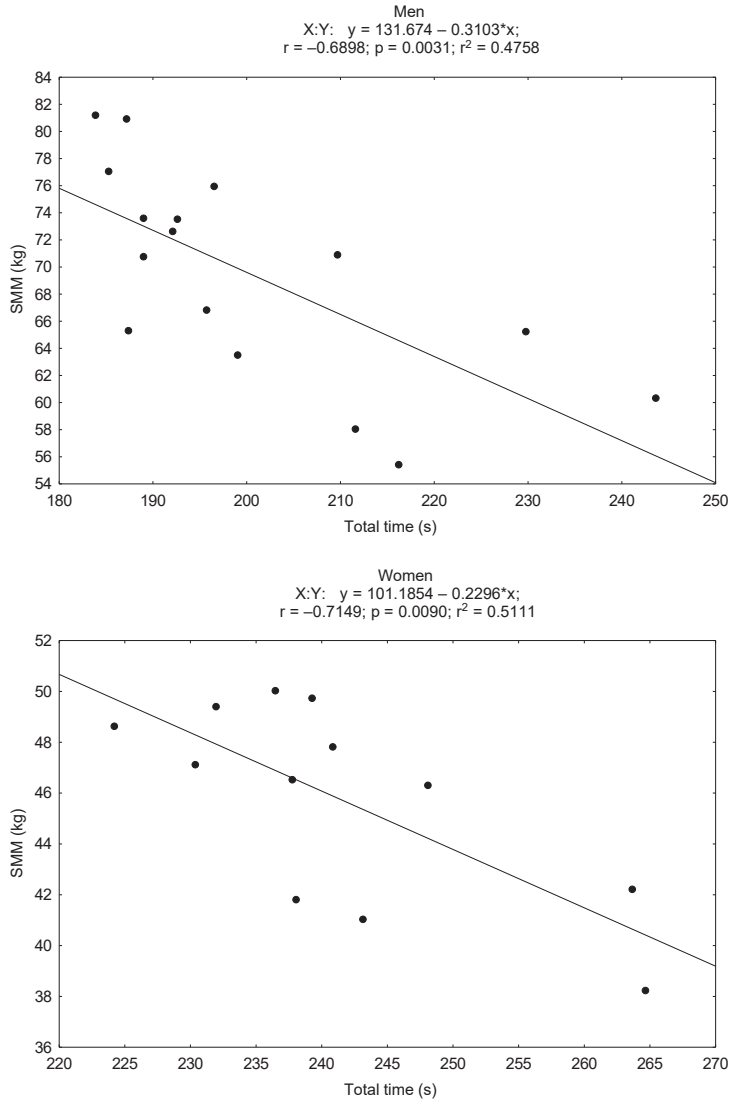 Men
X:Y: y = 131.674 – 0.3103*x;
r = –0.6898; p = 0.0031; r² = 0.4758
84
82
80
78
76
74
72
70
68
66
64
62
60
58
56
54
SMM (kg)
180 190 200 210 220 230 240 250
Total time (s)
Women
X:Y: y = 101.1854 – 0.2296*x;
r = –0.7149; p = 0.0090; r² = 0.5111
52
50
48
46
44
42
40
38
36
SMM (kg)
220 225 230 235 240 245 250 255 260 265 270
Total time (s)